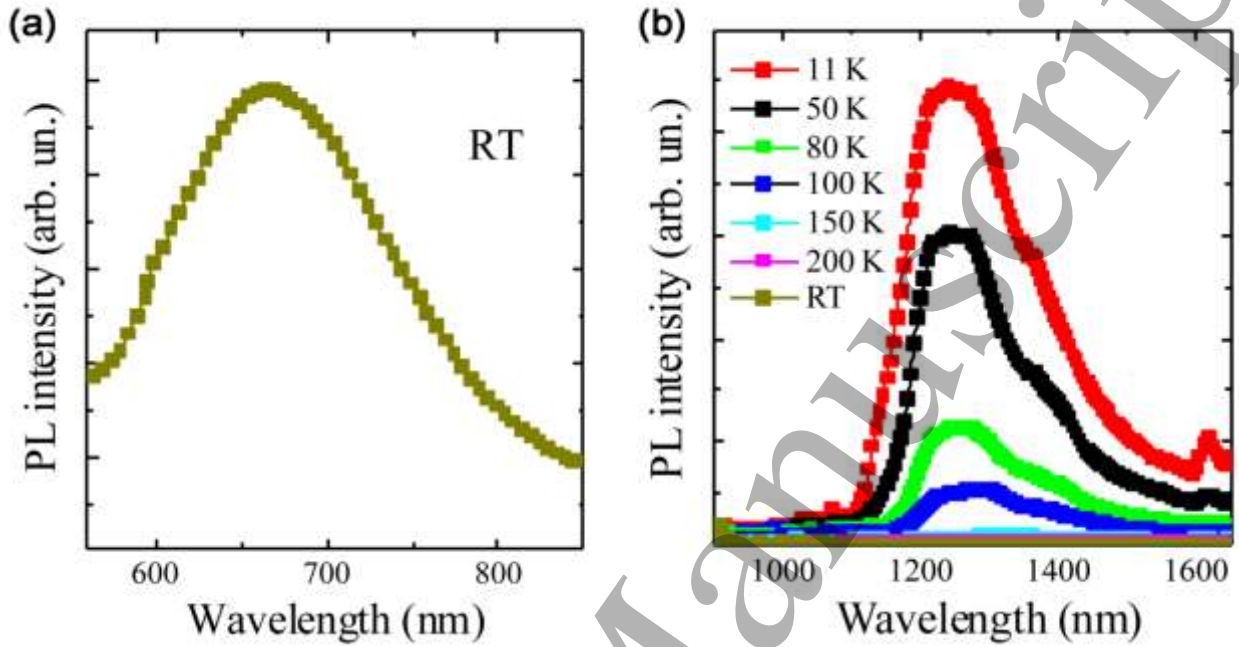 (a)
PL intensity (arb. un.)
RT
600
700
800
Wavelength (nm)
(b)
PL intensity (arb. un.)
11 K
50 K
80 K
100 K
150 K
200 K
RT
1000
1200
1400
1600
Wavelength (nm)
Manuscrip